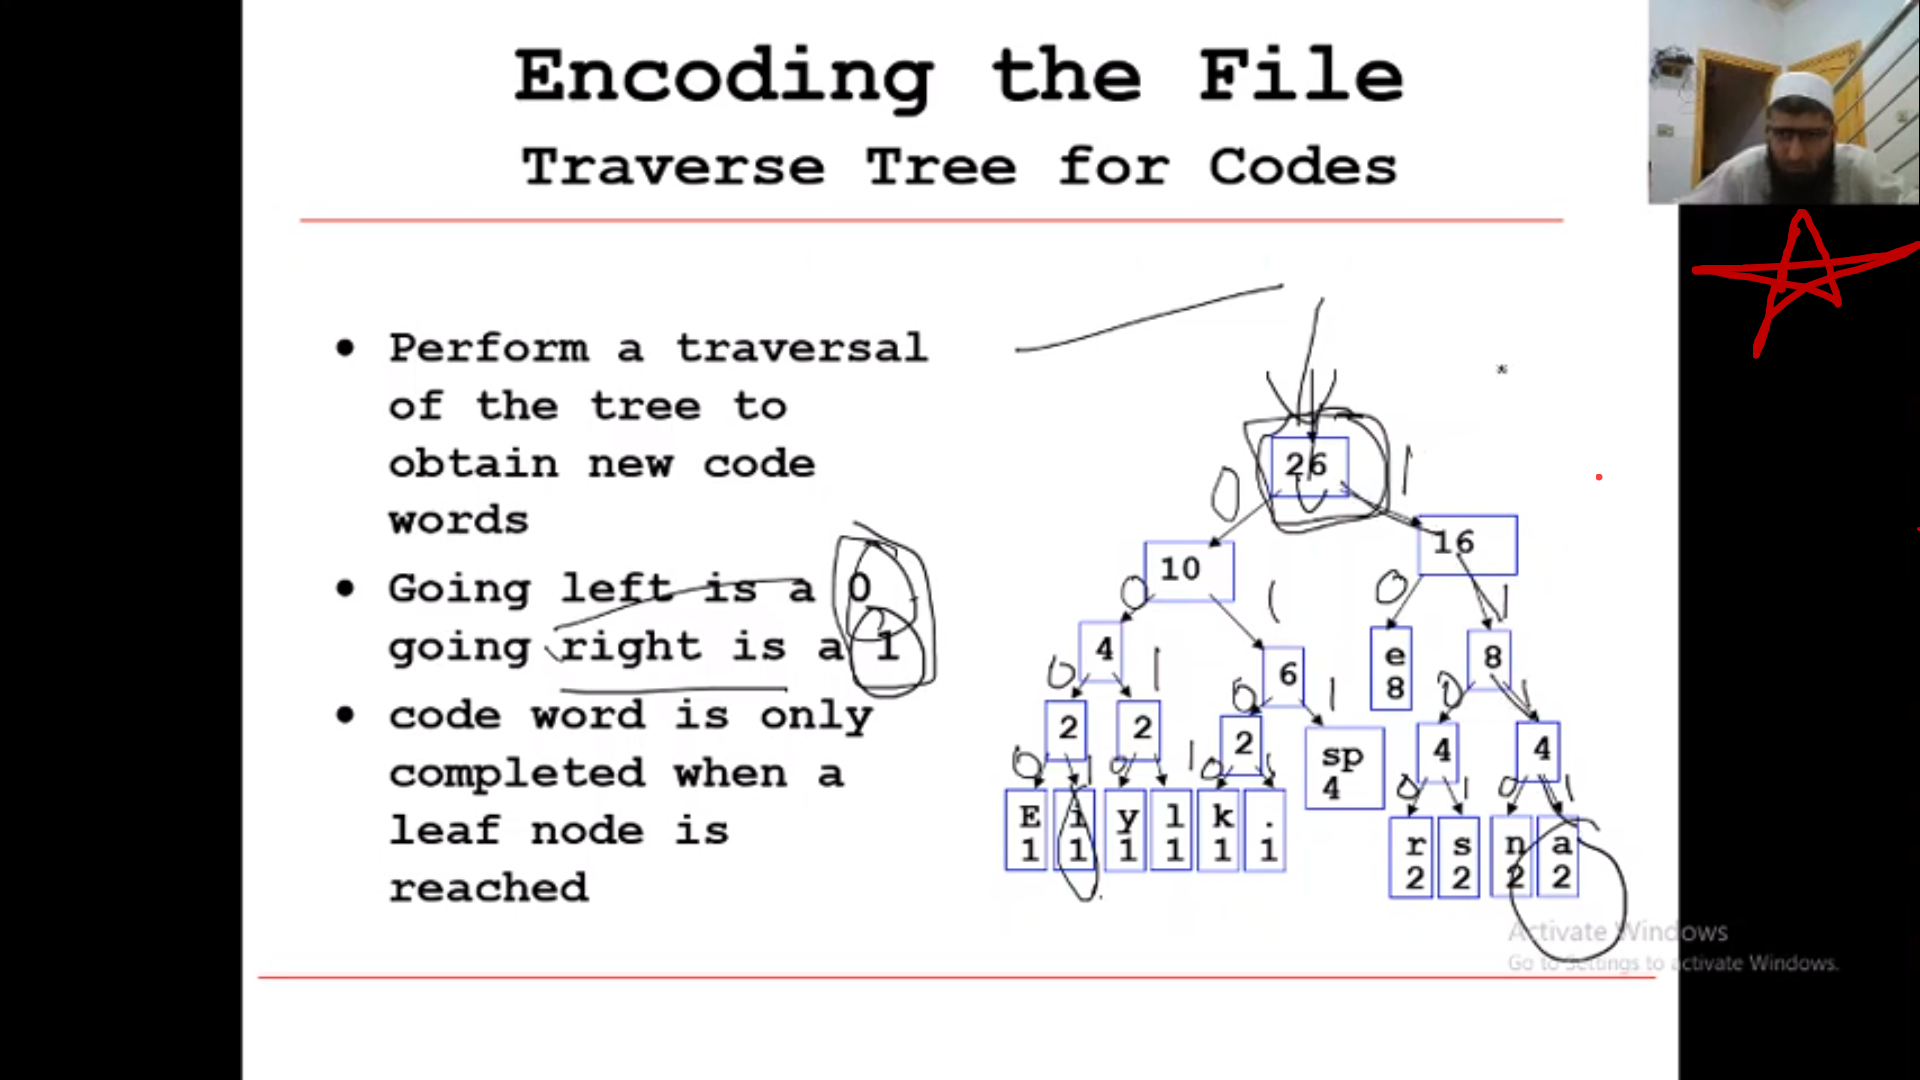 Encoding the File
Traverse Tree for Codes
• Perform a traversal
of the tree to
obtain new code
words
• Going left is a 0
going right is a 1
• code word is only
completed when a
leaf node is
reached
*
26
0 1
10 16
0 1 0 1
4 6 e 8 8
0 1 0 1 0 1
2 2 2 sp 4 4 4
0 1 0 1 0 1 0 1 0 1
E i y l k . r s n a
1 1 1 1 1 1 2 2 2 2
Activate Windows
Go to Settings to activate Windows.